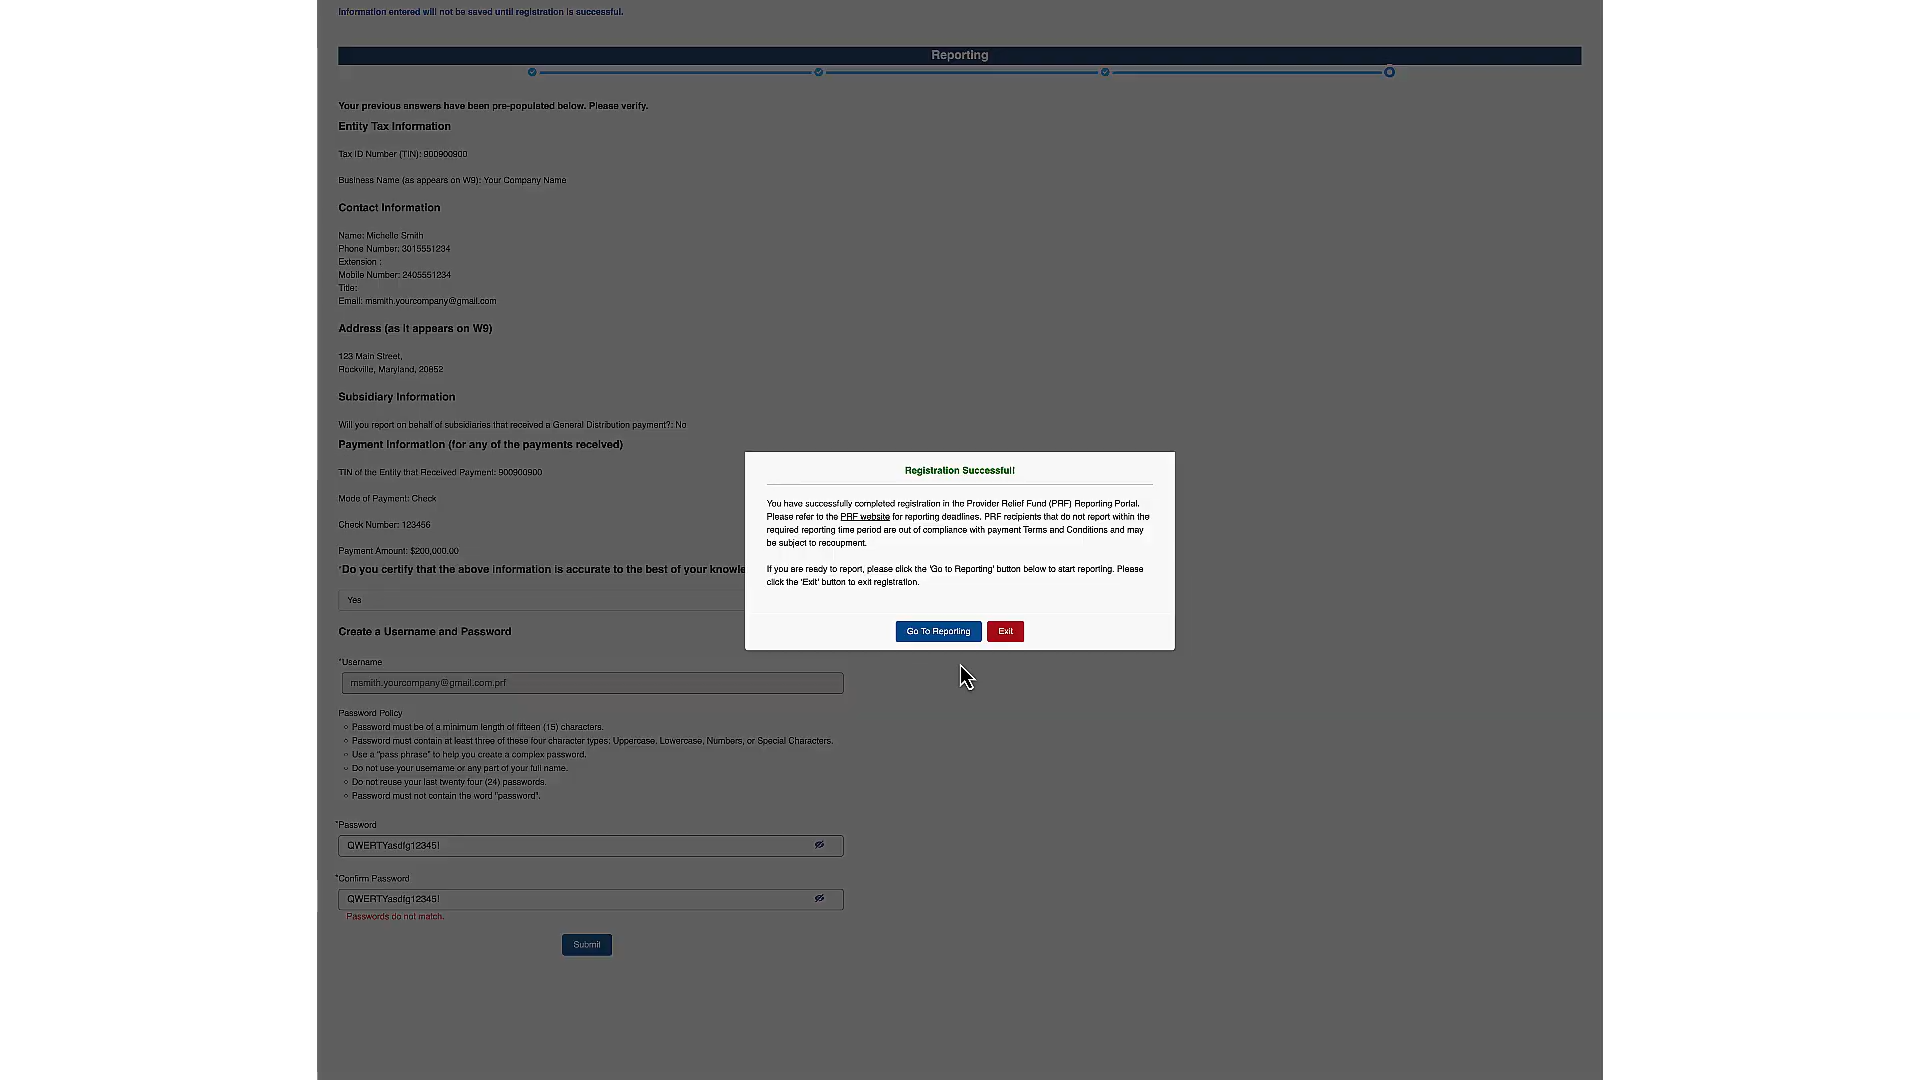 Information entered will not be saved until registration is successful.
Reporting
Your previous answers have been pre-populated below. Please verify.
Entity Tax Information
Tax ID Number (TIN): 900900900
Business Name (as appears on W9): Your Company Name
Contact Information
Name: Michelle Smith
Phone Number: 3015551234
Extension :
Mobile Number: 2405551234
Title:
Email: msmith.yourcompany@gmail.com
Address (as it appears on W9)
123 Main Street,
Rockville, Maryland, 20852
Subsidiary Information
Will you report on behalf of subsidiaries that received a General Distribution payment?: No
Payment Information (for any of the payments received)
TIN of the Entity that Received Payment: 900900900
Mode of Payment: Check
Check Number: 123456
Payment Amount: $200,000.00
*Do you certify that the above information is accurate to the best of your knowle
Yes
Create a Username and Password
*Username
msmith.yourcompany@gmail.com.prf
Password Policy
Password must be of a minimum length of fifteen (15) characters.
Password must contain at least three of these four character types: Uppercase, Lowercase, Numbers, or Special Characters.
Use a "pass phrase" to help you create a complex password.
Do not use your username or any part of your full name.
Do not reuse your last twenty four (24) passwords.
Password must not contain the word "password".
*Password
QWERTYasdfg12345!
*Confirm Password
QWERTYasdfg12345!
Passwords do not match.
Submit
Registration Successful!
You have successfully completed registration in the Provider Relief Fund (PRF) Reporting Portal.
Please refer to the PRF website for reporting deadlines. PRF recipients that do not report within the
required reporting time period are out of compliance with payment Terms and Conditions and may
be subject to recoupment.
If you are ready to report, please click the 'Go to Reporting' button below to start reporting. Please
click the 'Exit' button to exit registration.
Go To Reporting
Exit